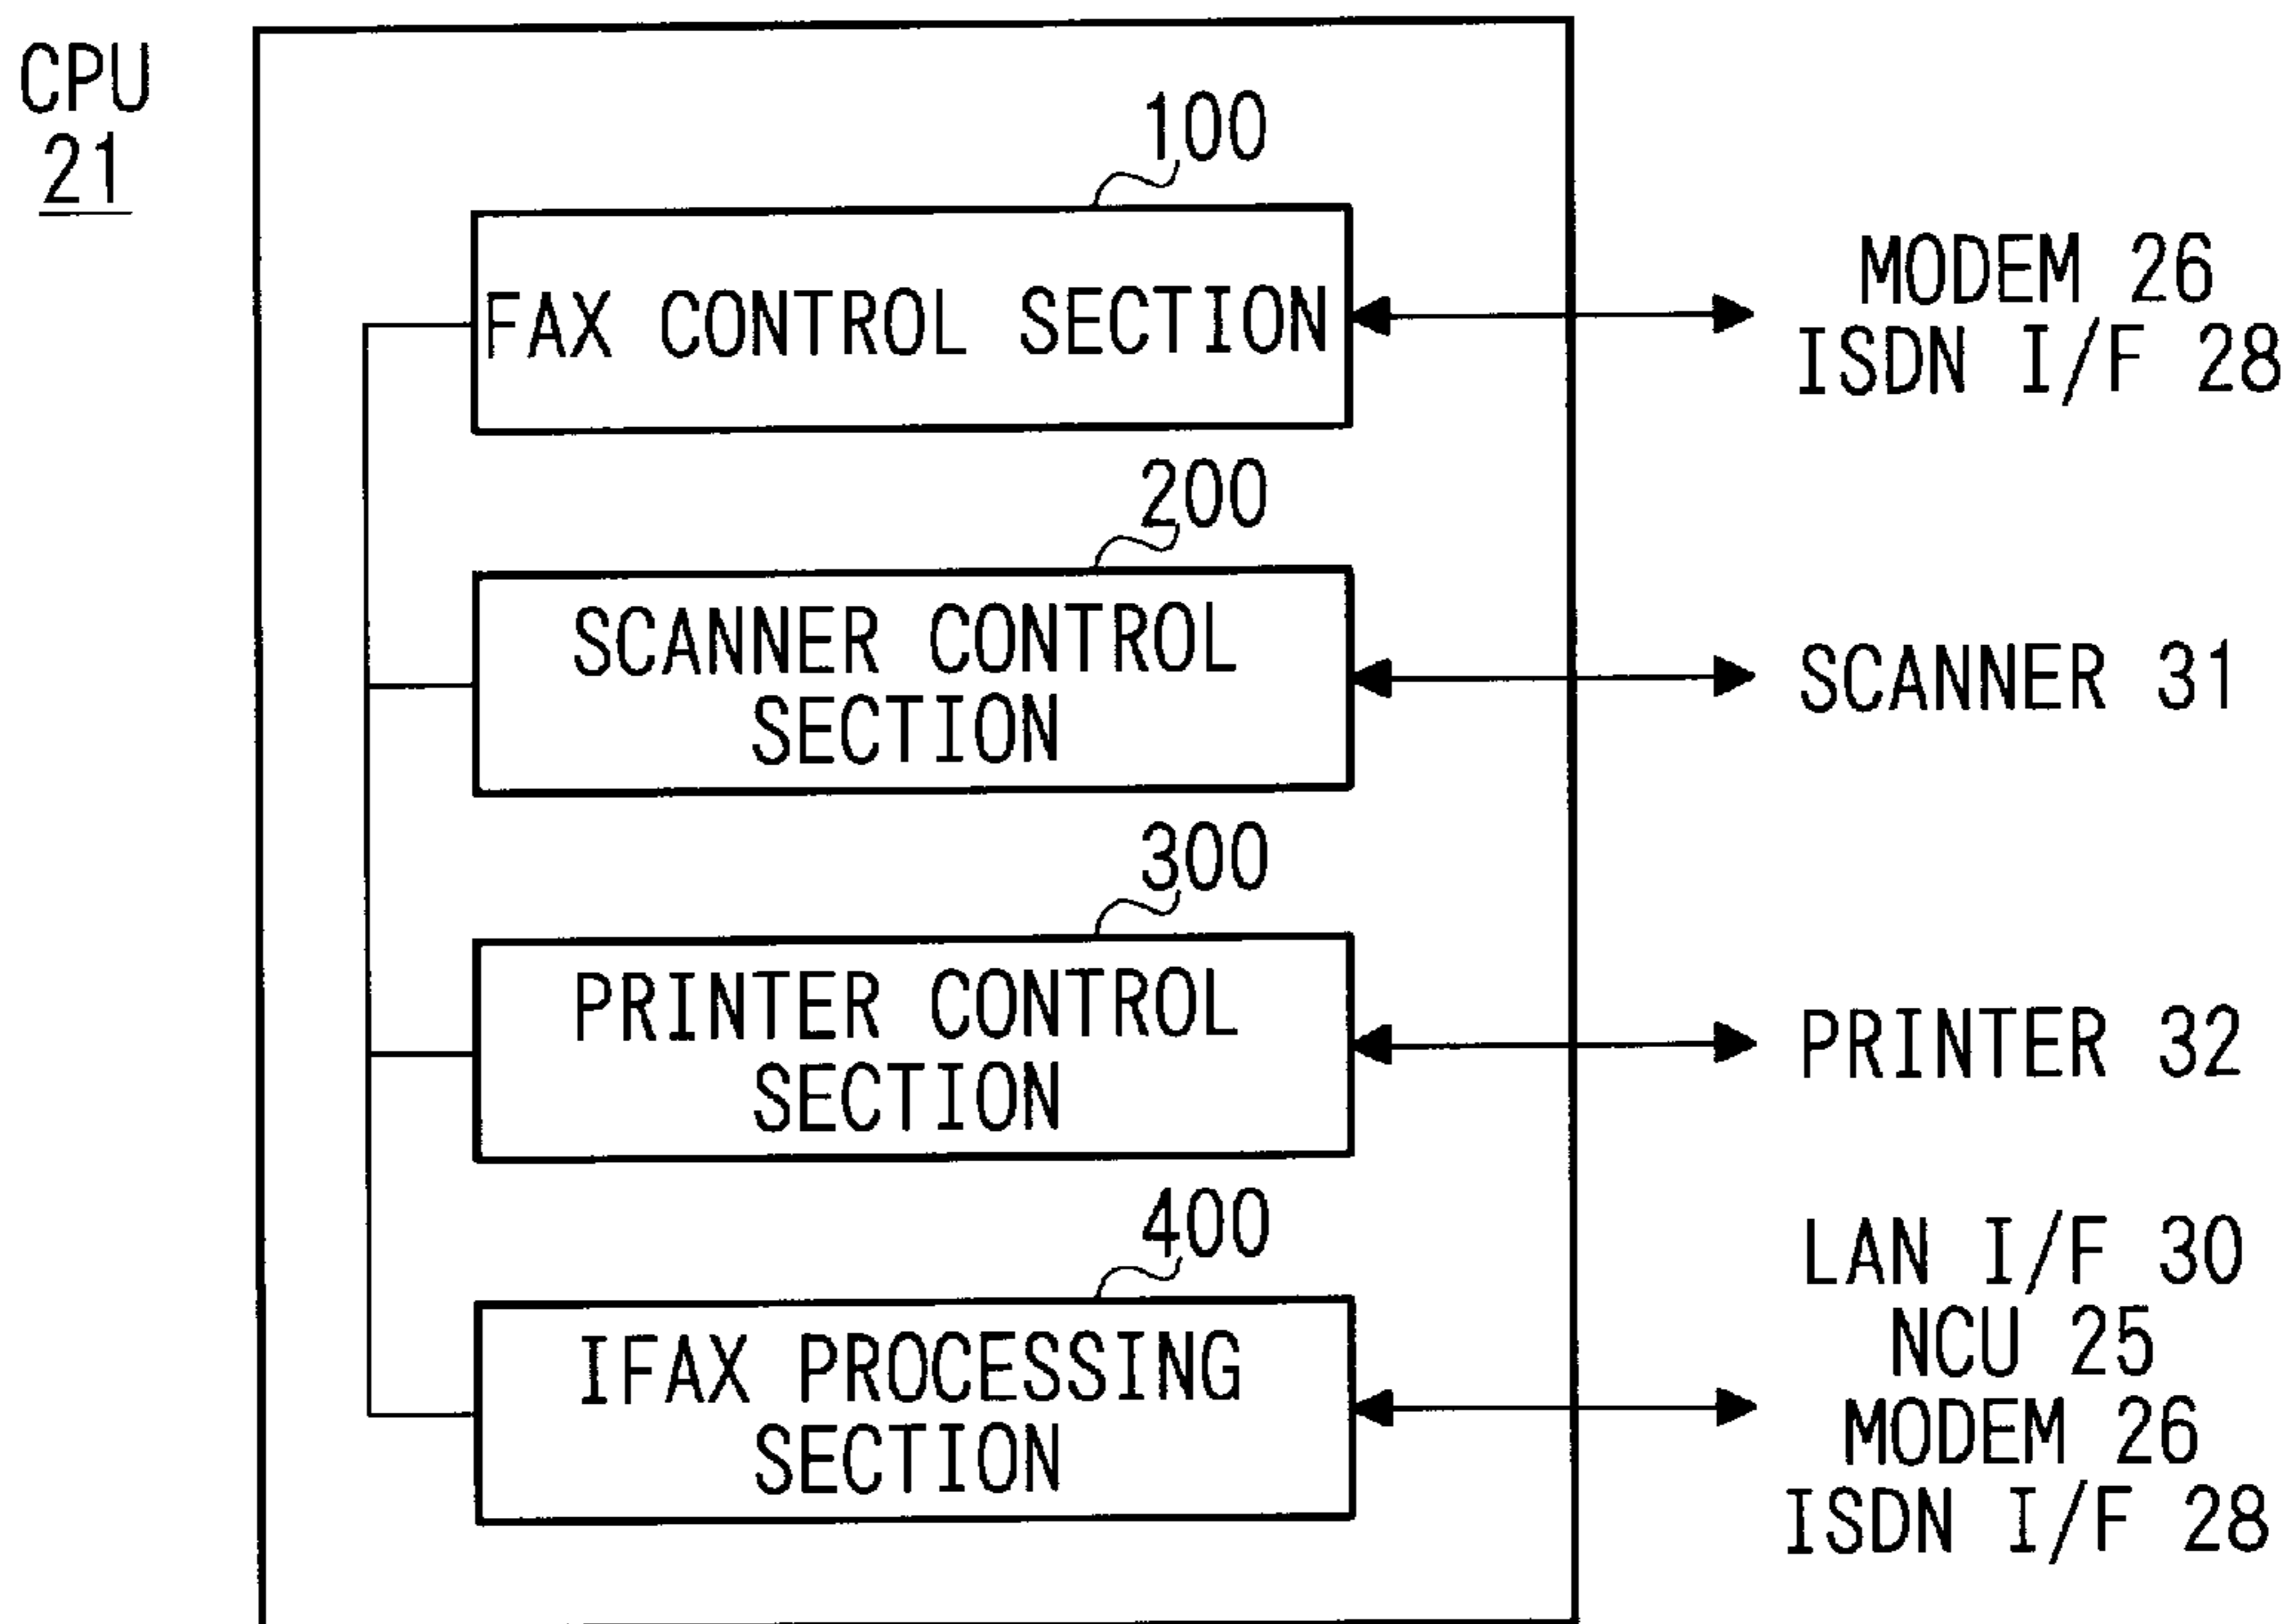 CPU
21
100
FAX CONTROL SECTION
MODEM 26
ISDN I/F 28
200
SCANNER CONTROL
SECTION
SCANNER 31
300
PRINTER CONTROL
SECTION
PRINTER 32
400
IFAX PROCESSING
SECTION
LAN I/F 30
NCU 25
MODEM 26
ISDN I/F 28